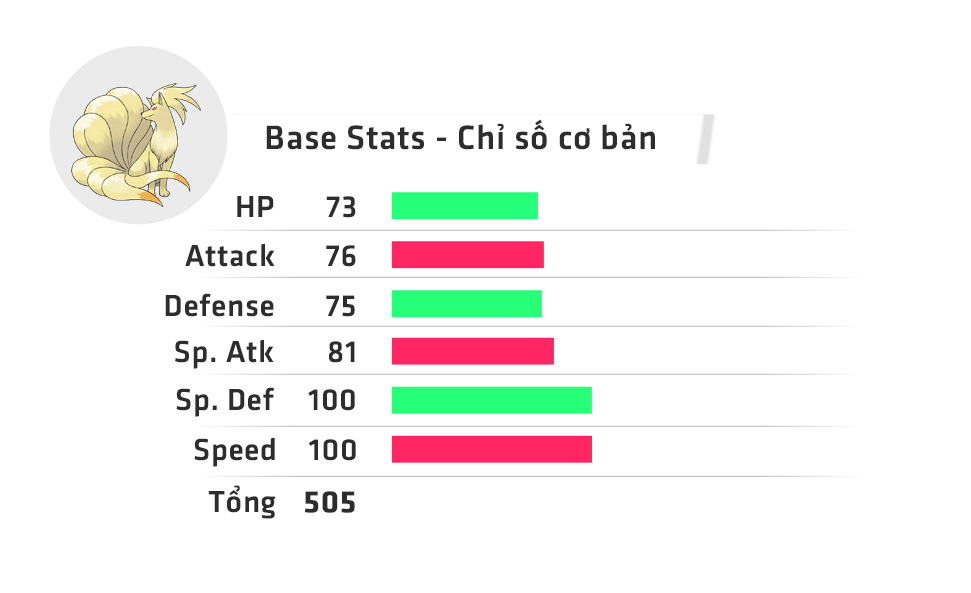 Base Stats - Chỉ số cơ bản
HP 73
Attack 76
Defense 75
Sp. Atk 81
Sp. Def 100
Speed 100
Tổng 505